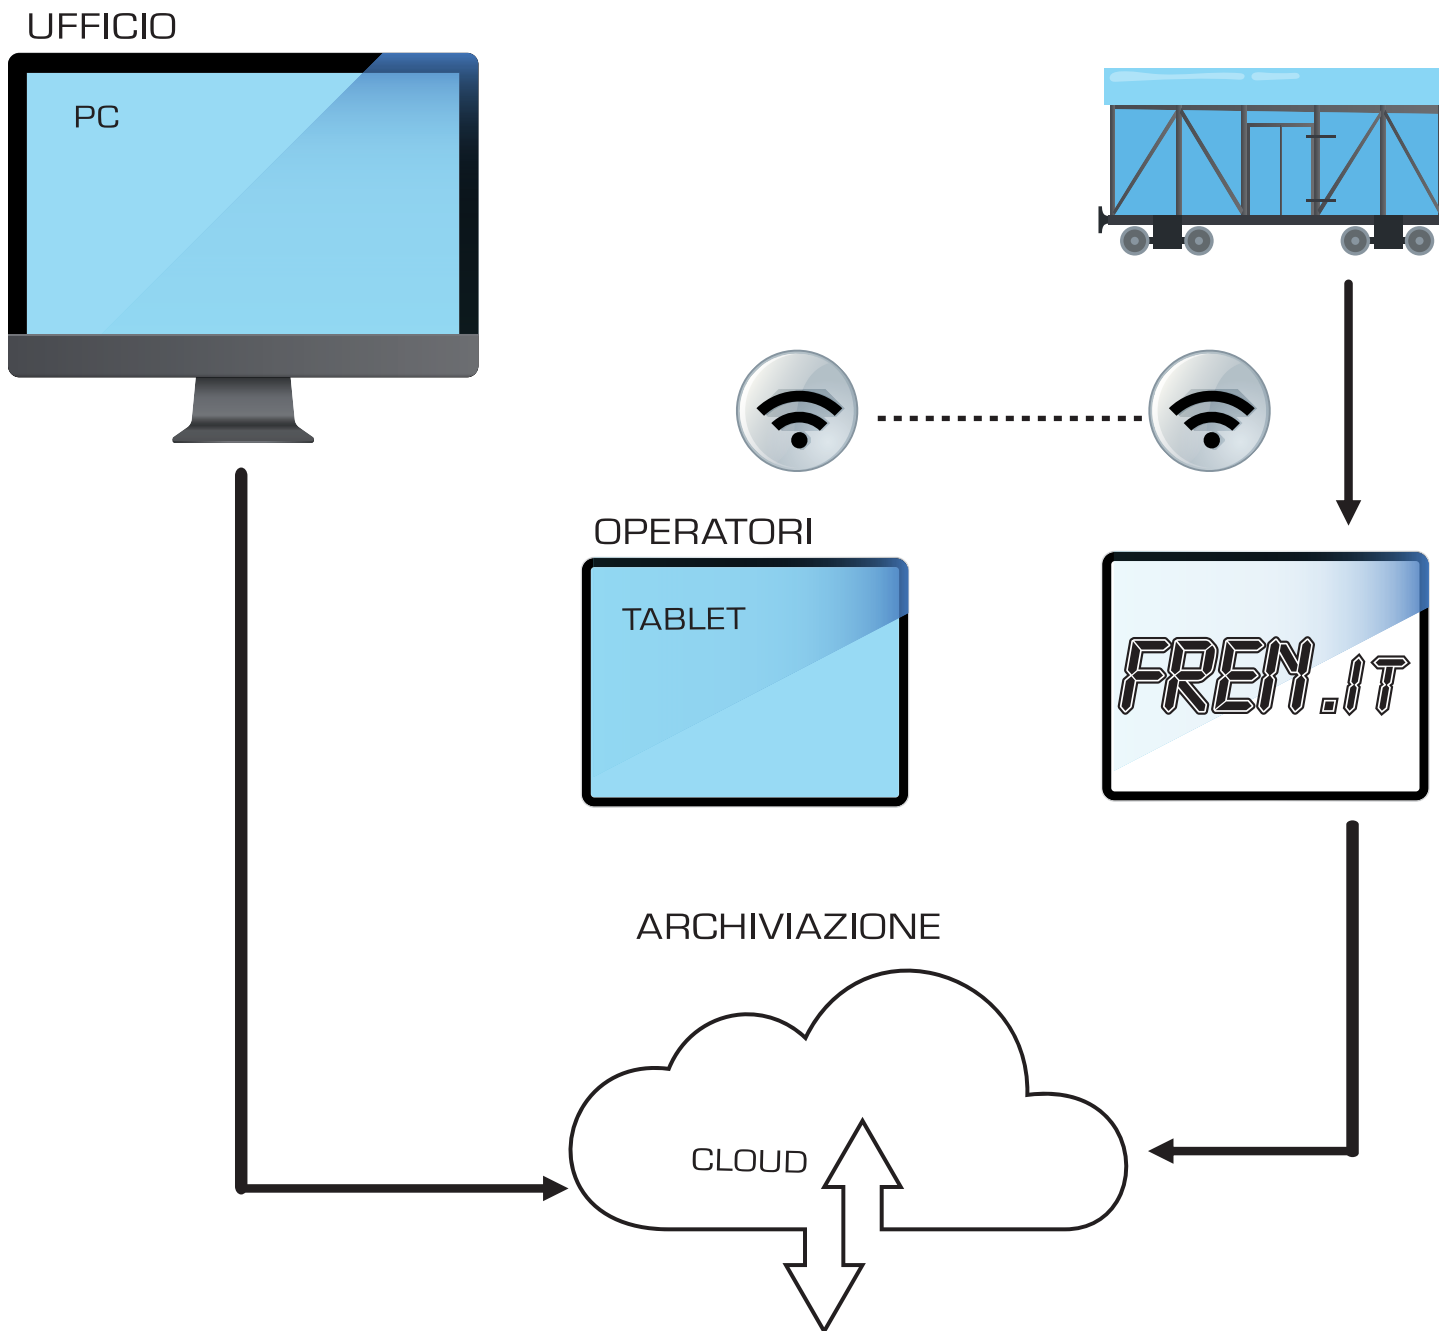 UFFICIO
PC
OPERATORI
TABLET
FREN.IT
ARCHIVIAZIONE
CLOUD